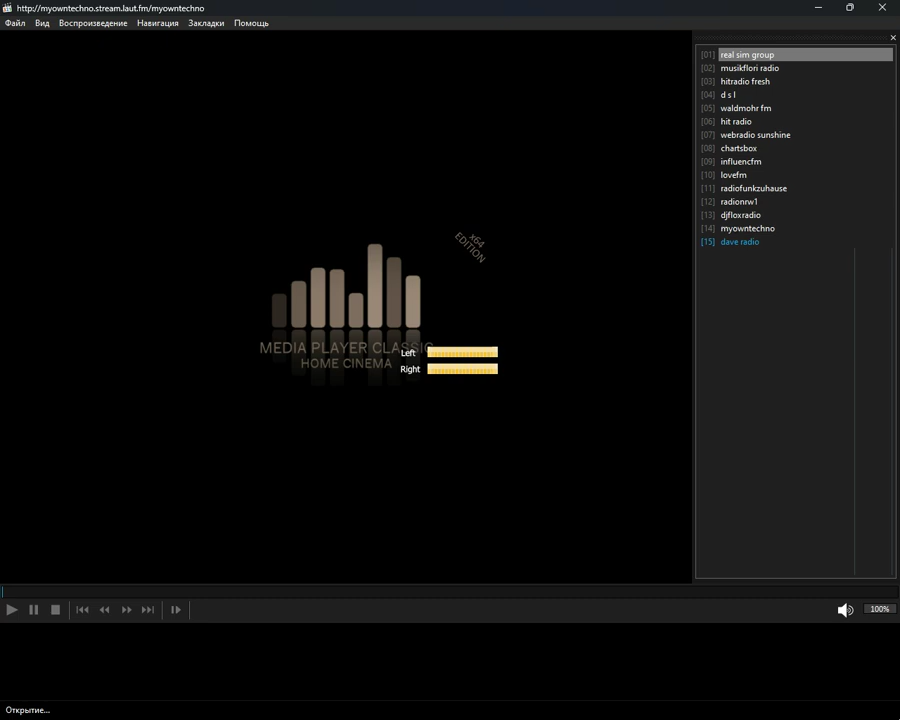 http://myowntechno.stream.laut.fm/myowntechno
Файл Вид Воспроизведение Навигация Закладки Помощь
[01] real sim group
[02] musikflori radio
[03] hitradio fresh
[04] d s l
[05] waldmohr fm
[06] hit radio
[07] webradio sunshine
[08] chartsbox
[09] influencfm
[10] lovefm
[11] radiofunkzuhause
[12] radionrw1
[13] djfloxradio
[14] myowntechno
[15] dave radio
x64
EDITION
MEDIA PLAYER CLASSIC
HOME CINEMA
Left
Right
100%
Открытие...